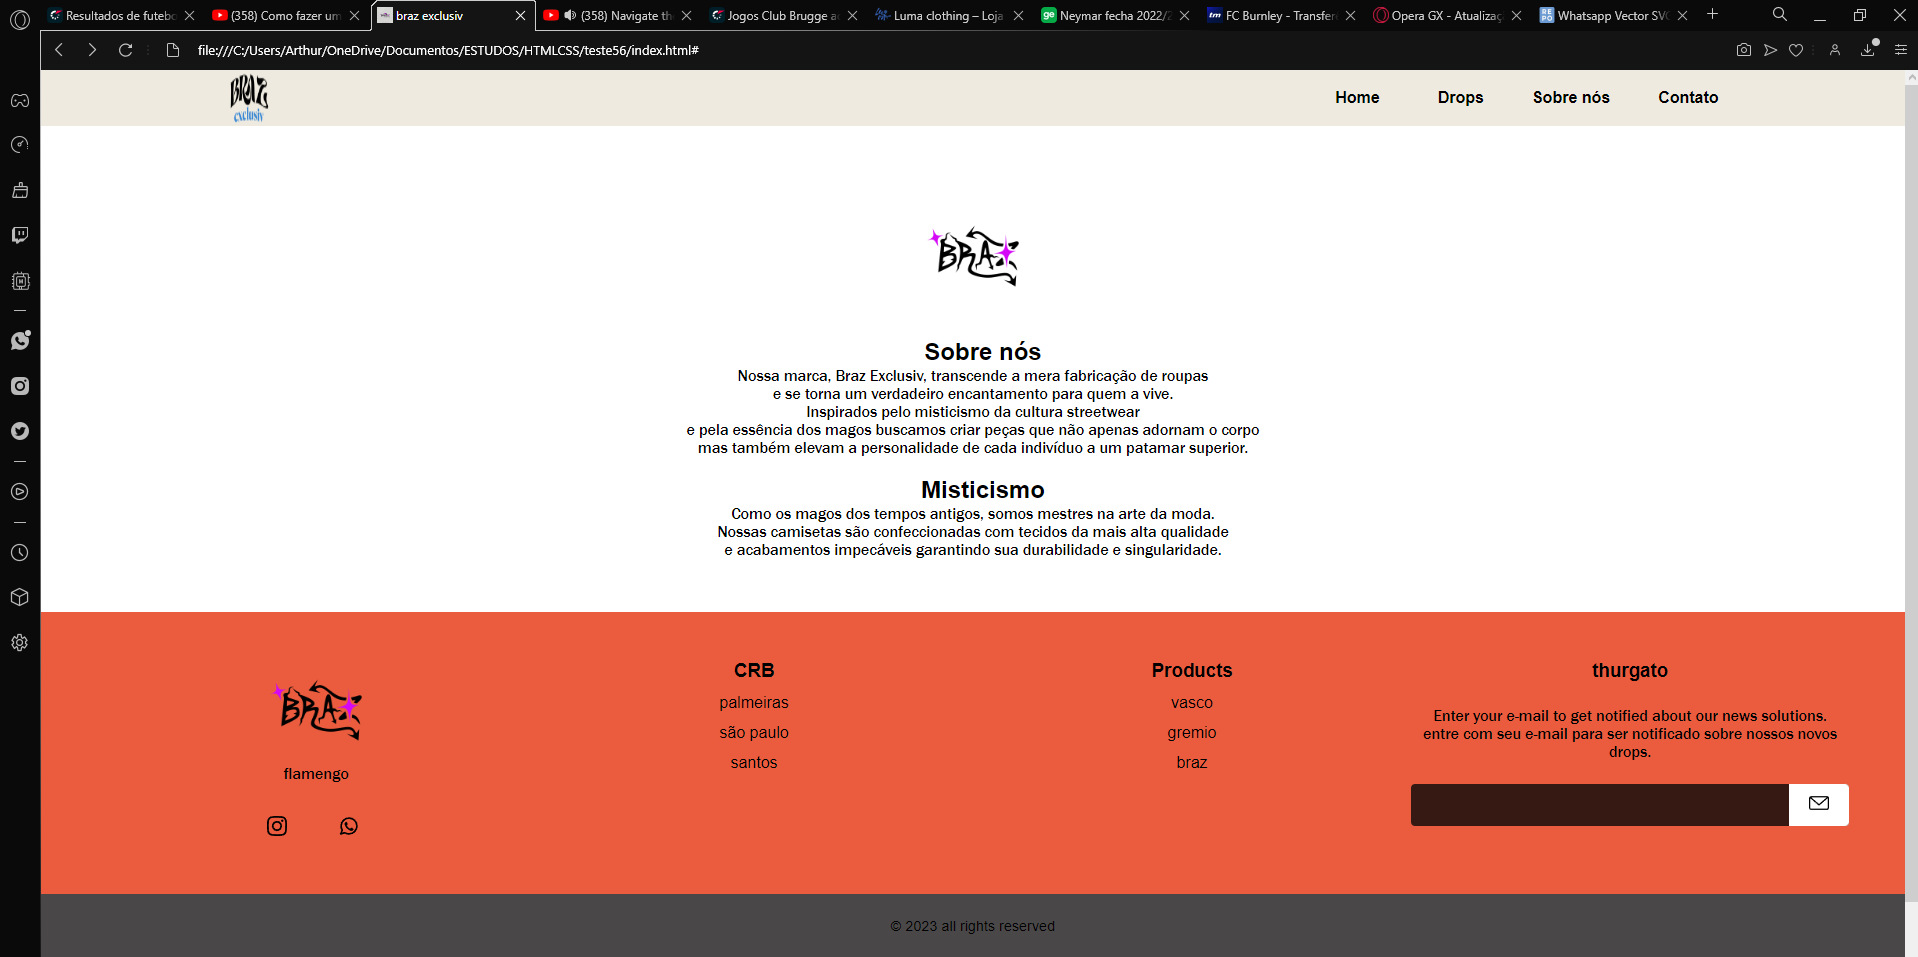 Resultados de futebo
(358) Como fazer um
braz exclusiv
(358) Navigate th
Jogos Club Brugge a
Luma clothing – Loja
ge Neymar fecha 2022/2
tm FC Burnley - Transfer
Opera GX - Atualizaç
REPO Whatsapp Vector SV
file:///C:/Users/Arthur/OneDrive/Documentos/ESTUDOS/HTMLCSS/teste56/index.html#
BRAZ
exclusiv
Home
Drops
Sobre nós
Contato
BRAZ
Sobre nós
Nossa marca, Braz Exclusiv, transcende a mera fabricação de roupas
e se torna um verdadeiro encantamento para quem a vive.
Inspirados pelo misticismo da cultura streetwear
e pela essência dos magos buscamos criar peças que não apenas adornam o corpo
mas também elevam a personalidade de cada indivíduo a um patamar superior.
Misticismo
Como os magos dos tempos antigos, somos mestres na arte da moda.
Nossas camisetas são confeccionadas com tecidos da mais alta qualidade
e acabamentos impecáveis garantindo sua durabilidade e singularidade.
BRAZ
flamengo
CRB
palmeiras
são paulo
santos
Products
vasco
gremio
braz
thurgato
Enter your e-mail to get notified about our news solutions.
entre com seu e-mail para ser notificado sobre nossos novos
drops.
© 2023 all rights reserved